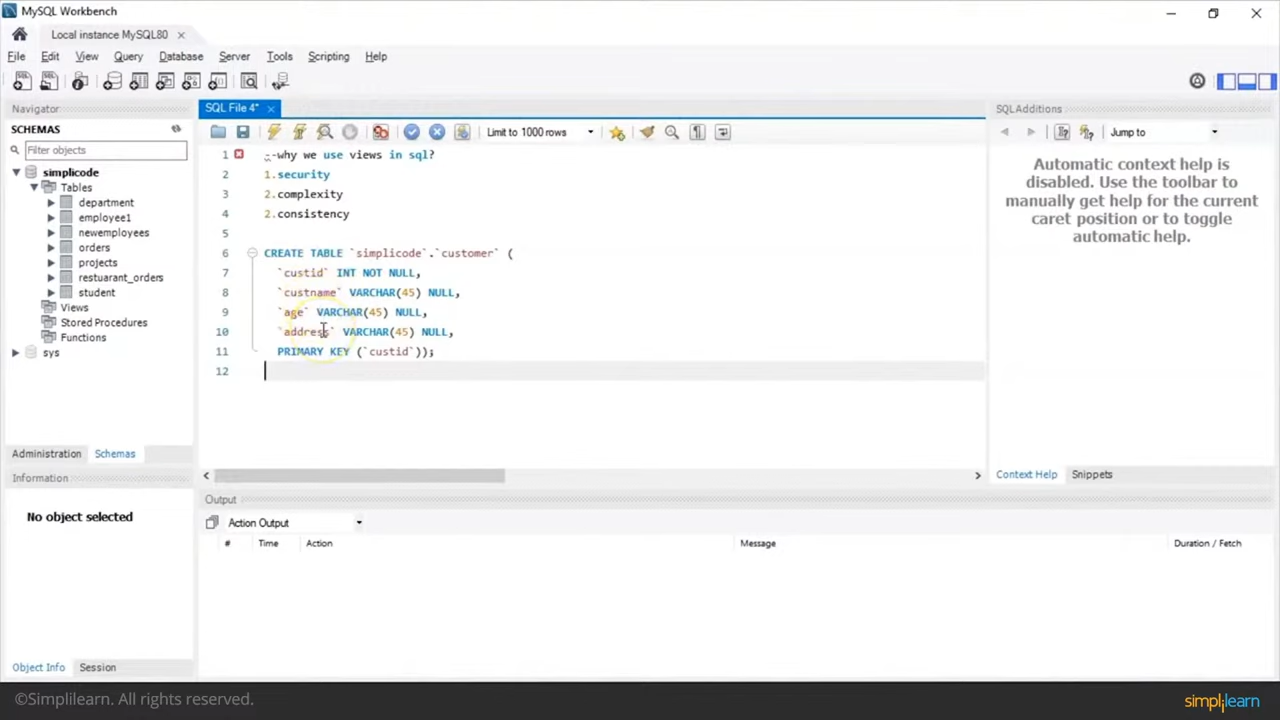 MySQL Workbench
Local instance MySQL80
File Edit View Query Database Server Tools Scripting Help
Navigator
SCHEMAS
Filter objects
simplicode
Tables
department
employee1
newemployees
orders
projects
restuarant_orders
student
Views
Stored Procedures
Functions
sys
Administration Schemas
Information
No object selected
Object Info Session
SQL File 4*
Limit to 1000 rows
1 --why we use views in sql?
2 1.security
3 2.complexity
4 2.consistency
5
6 CREATE TABLE `simplicode`.`customer` (
7 `custid` INT NOT NULL,
8 `custname` VARCHAR(45) NULL,
9 `age` VARCHAR(45) NULL,
10 `address` VARCHAR(45) NULL,
11 PRIMARY KEY (`custid`));
12
Output
Action Output
# Time Action Message Duration / Fetch
SQLAdditions
Jump to
Automatic context help is
disabled. Use the toolbar to
manually get help for the current
caret position or to toggle
automatic help.
Context Help Snippets
©Simplilearn. All rights reserved.
simplilearn